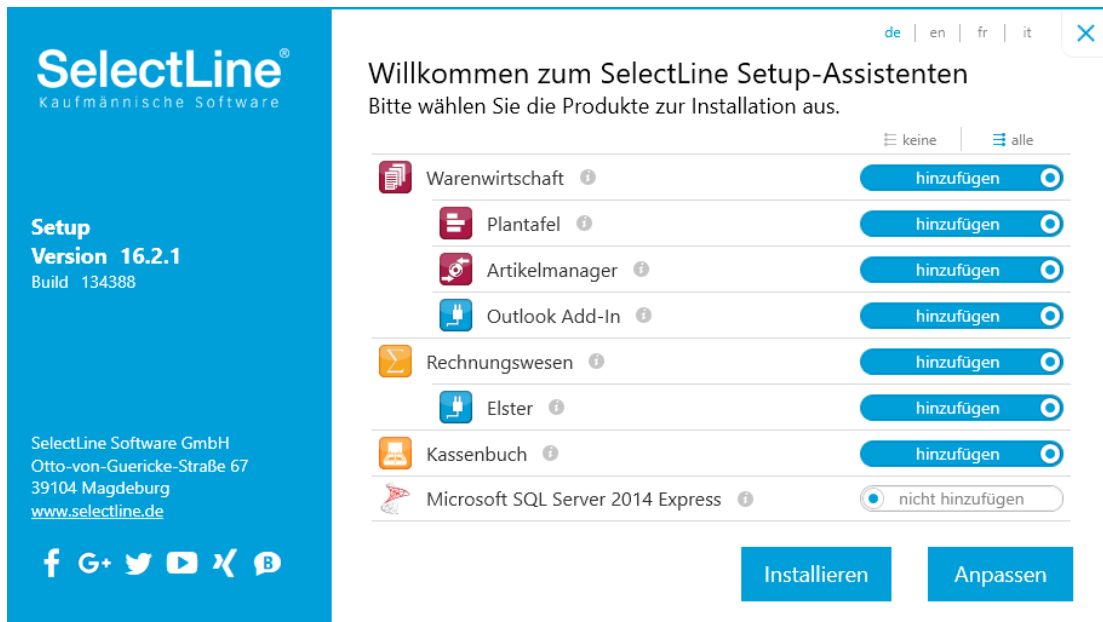 SelectLine®
Kaufmännische Software
Setup
Version 16.2.1
Build 134388
SelectLine Software GmbH
Otto-von-Guericke-Straße 67
39104 Magdeburg
www.selectline.de
de | en | fr | it
Willkommen zum SelectLine Setup-Assistenten
Bitte wählen Sie die Produkte zur Installation aus.
keine | alle
Warenwirtschaft hinzufügen
Plantafel hinzufügen
Artikelmanager hinzufügen
Outlook Add-In hinzufügen
Rechnungswesen hinzufügen
Elster hinzufügen
Kassenbuch hinzufügen
Microsoft SQL Server 2014 Express nicht hinzufügen
Installieren Anpassen